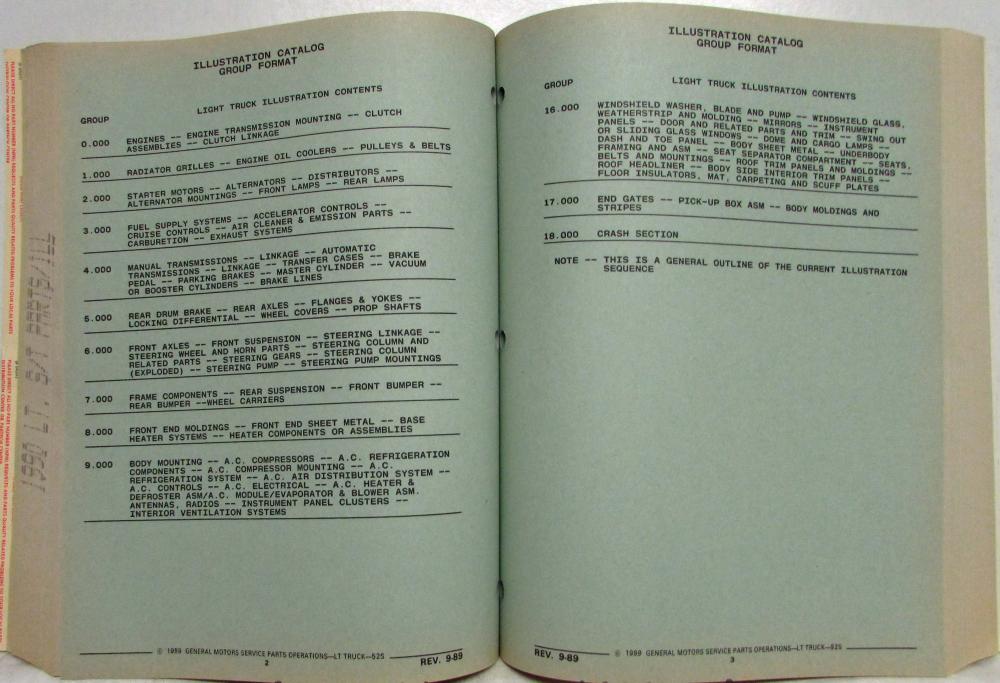 ILLUSTRATION CATALOG
GROUP FORMAT
GROUP
LIGHT TRUCK ILLUSTRATION CONTENTS
0.000 ENGINES -- ENGINE TRANSMISSION MOUNTING -- CLUTCH
ASSEMBLIES -- CLUTCH LINKAGE
1.000 RADIATOR GRILLES -- ENGINE OIL COOLERS -- PULLEYS & BELTS
2.000 STARTER MOTORS -- ALTERNATORS -- DISTRIBUTORS --
ALTERNATOR MOUNTINGS -- FRONT LAMPS -- REAR LAMPS
3.000 FUEL SUPPLY SYSTEMS -- ACCELERATOR CONTROLS --
CRUISE CONTROLS -- AIR CLEANER & EMISSION PARTS --
CARBURETION -- EXHAUST SYSTEMS
4.000 MANUAL TRANSMISSIONS -- LINKAGE -- AUTOMATIC
TRANSMISSIONS -- LINKAGE -- TRANSFER CASES -- BRAKE
PEDAL -- PARKING BRAKES -- MASTER CYLINDER -- VACUUM
OR BOOSTER CYLINDERS -- BRAKE LINES
5.000 REAR DRUM BRAKE -- REAR AXLES -- FLANGES & YOKES --
LOCKING DIFFERENTIAL -- WHEEL COVERS -- PROP SHAFTS
6.000 FRONT AXLES -- FRONT SUSPENSION -- STEERING LINKAGE --
STEERING WHEEL AND HORN PARTS -- STEERING COLUMN AND
RELATED PARTS -- STEERING GEARS -- STEERING COLUMN
(EXPLODED) -- STEERING PUMP -- STEERING PUMP MOUNTINGS
7.000 FRAME COMPONENTS -- REAR SUSPENSION -- FRONT BUMPER --
REAR BUMPER --WHEEL CARRIERS
8.000 FRONT END MOLDINGS -- FRONT END SHEET METAL -- BASE
HEATER SYSTEMS -- HEATER COMPONENTS OR ASSEMBLIES
9.000 BODY MOUNTING -- A.C. COMPRESSORS -- A.C. REFRIGERATION
COMPONENTS -- A.C. COMPRESSOR MOUNTING -- A.C.
REFRIGERATION SYSTEM -- A.C. AIR DISTRIBUTION SYSTEM --
A.C. CONTROLS -- A.C. ELECTRICAL -- A.C. HEATER &
DEFROSTER ASM/A.C. MODULE/EVAPORATOR & BLOWER ASM.
ANTENNAS, RADIOS -- INSTRUMENT PANEL CLUSTERS --
INTERIOR VENTILATION SYSTEMS
© 1989 GENERAL MOTORS SERVICE PARTS OPERATIONS—LT TRUCK—52S
2
REV. 9-89
ILLUSTRATION CATALOG
GROUP FORMAT
GROUP
LIGHT TRUCK ILLUSTRATION CONTENTS
16.000 WINDSHIELD WASHER, BLADE AND PUMP -- WINDSHIELD GLASS,
WEATHERSTRIP AND MOLDING -- MIRRORS -- INSTRUMENT
PANELS -- DOOR AND RELATED PARTS AND TRIM -- SWING OUT
OR SLIDING GLASS WINDOWS -- DOME AND CARGO LAMPS --
DASH AND TOE PANEL -- BODY SHEET METAL -- UNDERBODY
FRAMING AND ASM -- SEAT SEPARATOR COMPARTMENT -- SEATS,
BELTS AND MOUNTINGS -- ROOF TRIM PANELS AND MOLDINGS --
ROOF HEADLINER -- BODY SIDE INTERIOR TRIM PANELS --
FLOOR INSULATORS, MAT, CARPETING AND SCUFF PLATES
17.000 END GATES -- PICK-UP BOX ASM -- BODY MOLDINGS AND
STRIPES
18.000 CRASH SECTION
NOTE -- THIS IS A GENERAL OUTLINE OF THE CURRENT ILLUSTRATION
SEQUENCE
REV. 9-89
© 1989 GENERAL MOTORS SERVICE PARTS OPERATIONS—LT TRUCK—52S
3